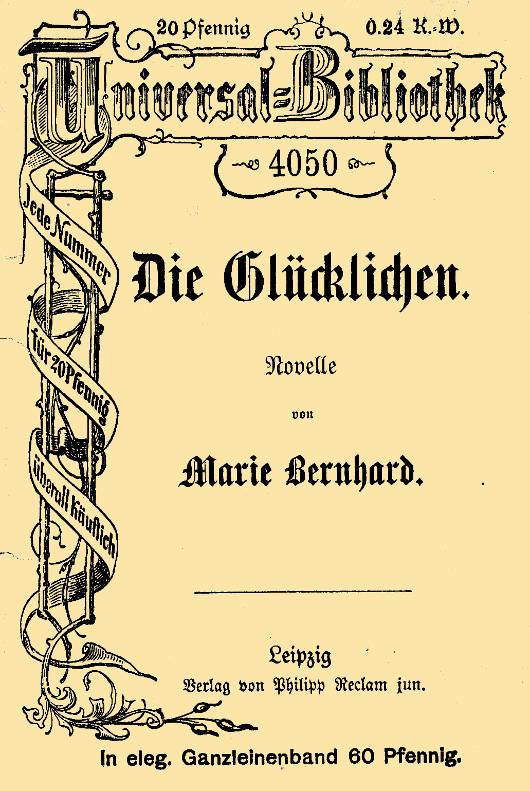 20 Pfennig 0.24 K.-W.
Universal-Bibliothek
4050
Jede Nummer
für 20 Pfennig
überall käuflich
Die Glücklichen.
Novelle
von
Marie Bernhard.
Leipzig
Verlag von Philipp Reclam jun.
In eleg. Ganzleinenband 60 Pfennig.